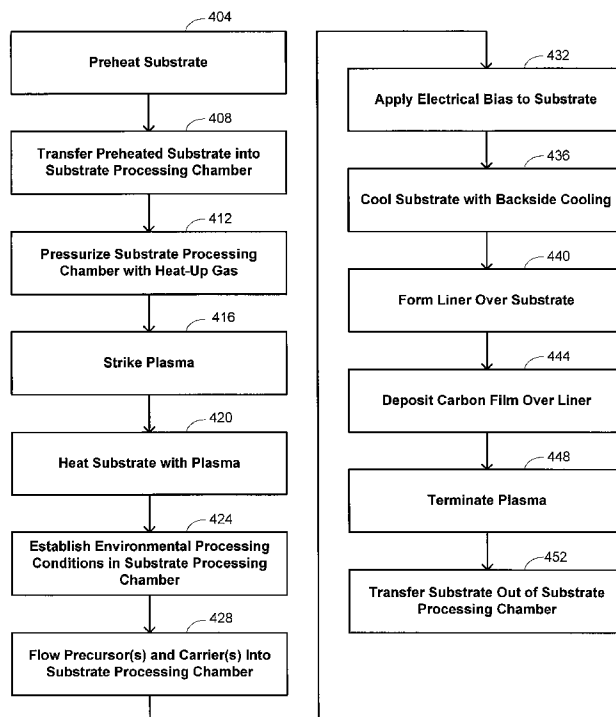 404
Preheat Substrate
408
Transfer Preheated Substrate into
Substrate Processing Chamber
412
Pressurize Substrate Processing
Chamber with Heat-Up Gas
416
Strike Plasma
420
Heat Substrate with Plasma
424
Establish Environmental Processing
Conditions in Substrate Processing
Chamber
428
Flow Precursor(s) and Carrier(s) Into
Substrate Processing Chamber
432
Apply Electrical Bias to Substrate
436
Cool Substrate with Backside Cooling
440
Form Liner Over Substrate
444
Deposit Carbon Film Over Liner
448
Terminate Plasma
452
Transfer Substrate Out of Substrate
Processing Chamber